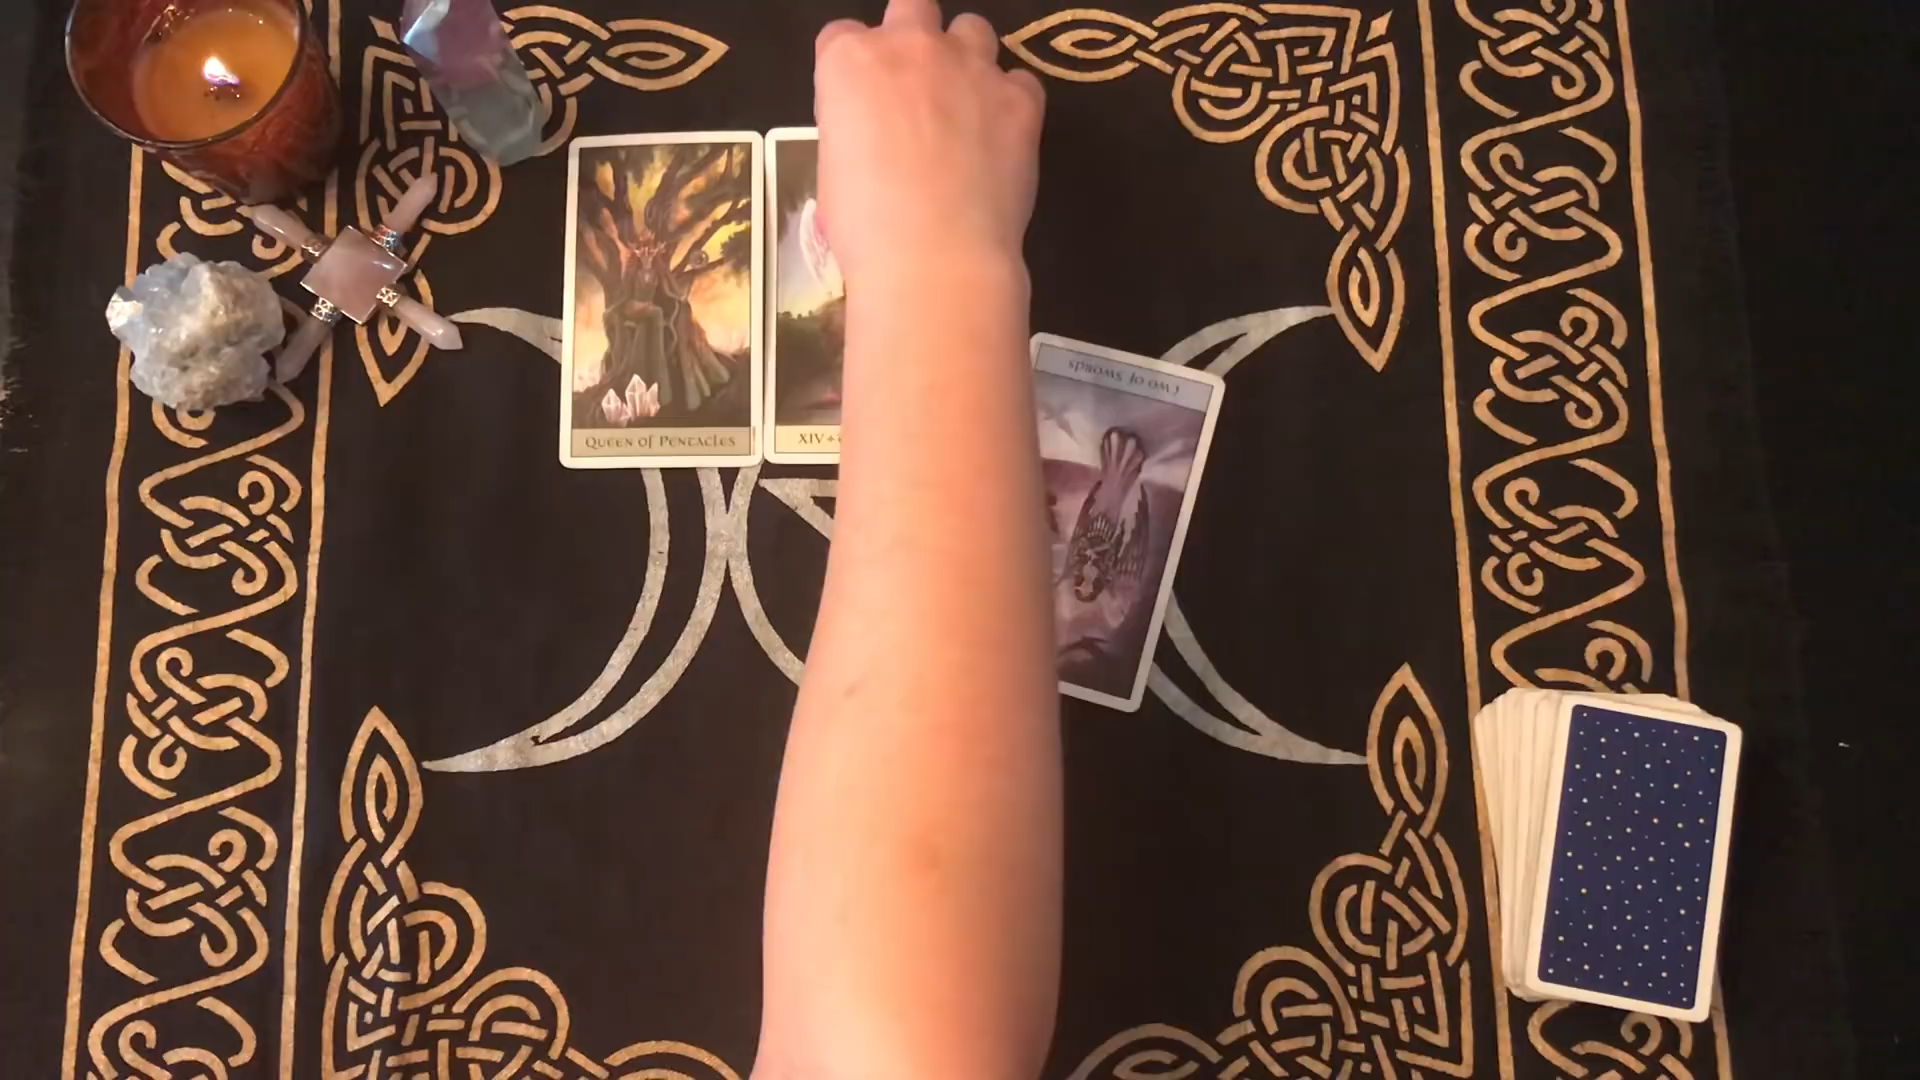 Queen of Pentacles
XIV
Two of Swords